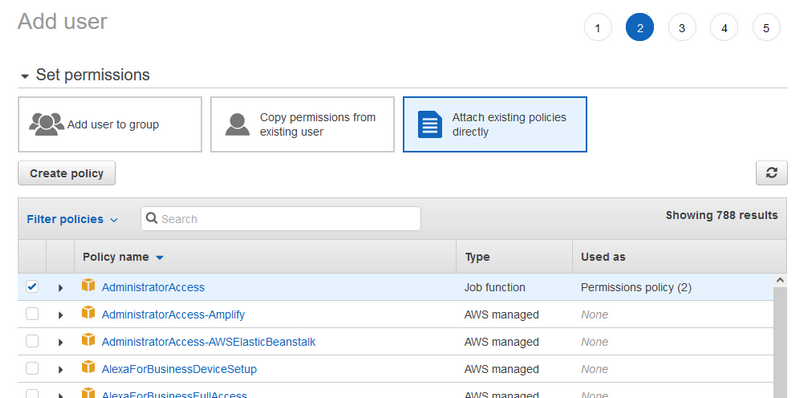 Add user
1 2 3 4 5
Set permissions
Add user to group
Copy permissions from
existing user
Attach existing policies
directly
Create policy
Filter policies
Search
Showing 788 results
Policy name Type Used as
AdministratorAccess Job function Permissions policy (2)
AdministratorAccess-Amplify AWS managed None
AdministratorAccess-AWSElasticBeanstalk AWS managed None
AlexaForBusinessDeviceSetup AWS managed None
AlexaForBusinessFullAccess AWS managed None